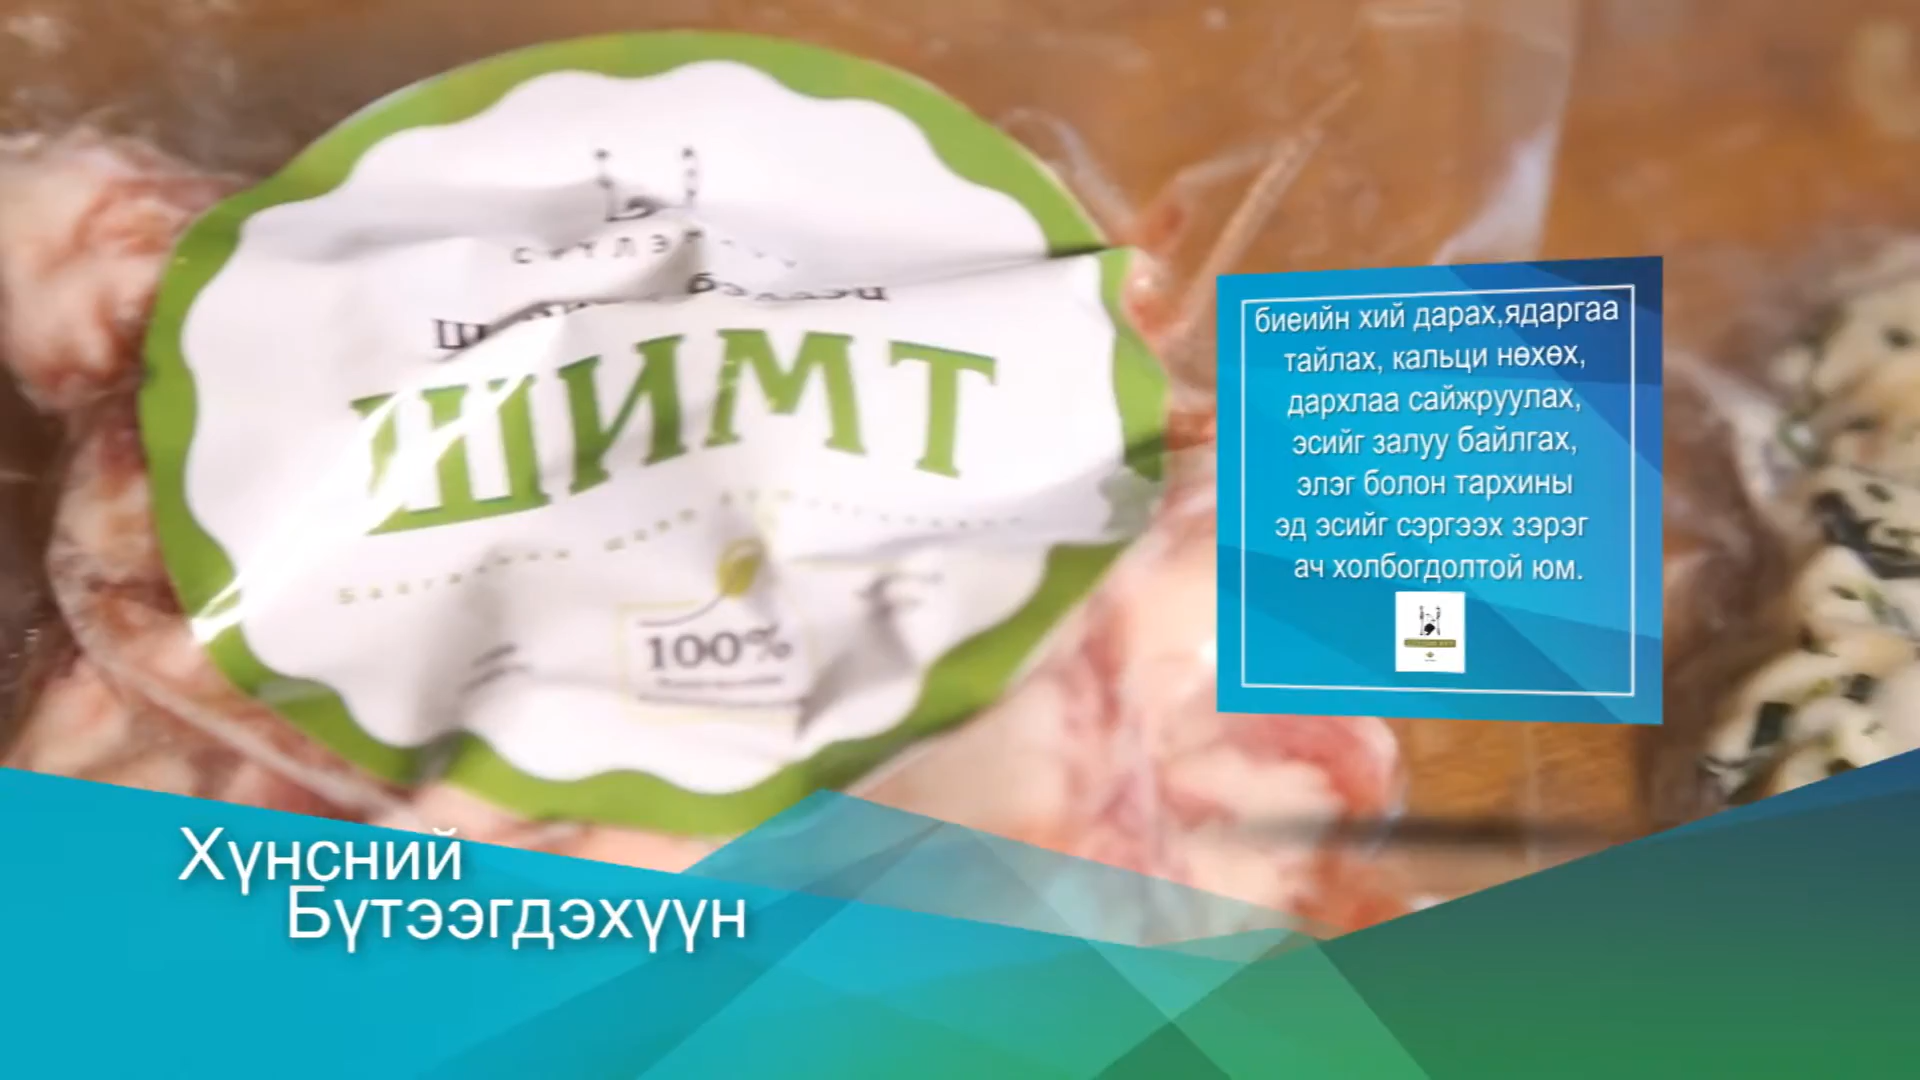 ШИМТ
100%
биеийн хий дарах,ядаргаа
тайлах, кальци нөхөх,
дархлаа сайжруулах,
эсийг залуу байлгах,
элэг болон тархины
эд эсийг сэргээх зэрэг
ач холбогдолтой юм.
Хүнсний
Бүтээгдэхүүн